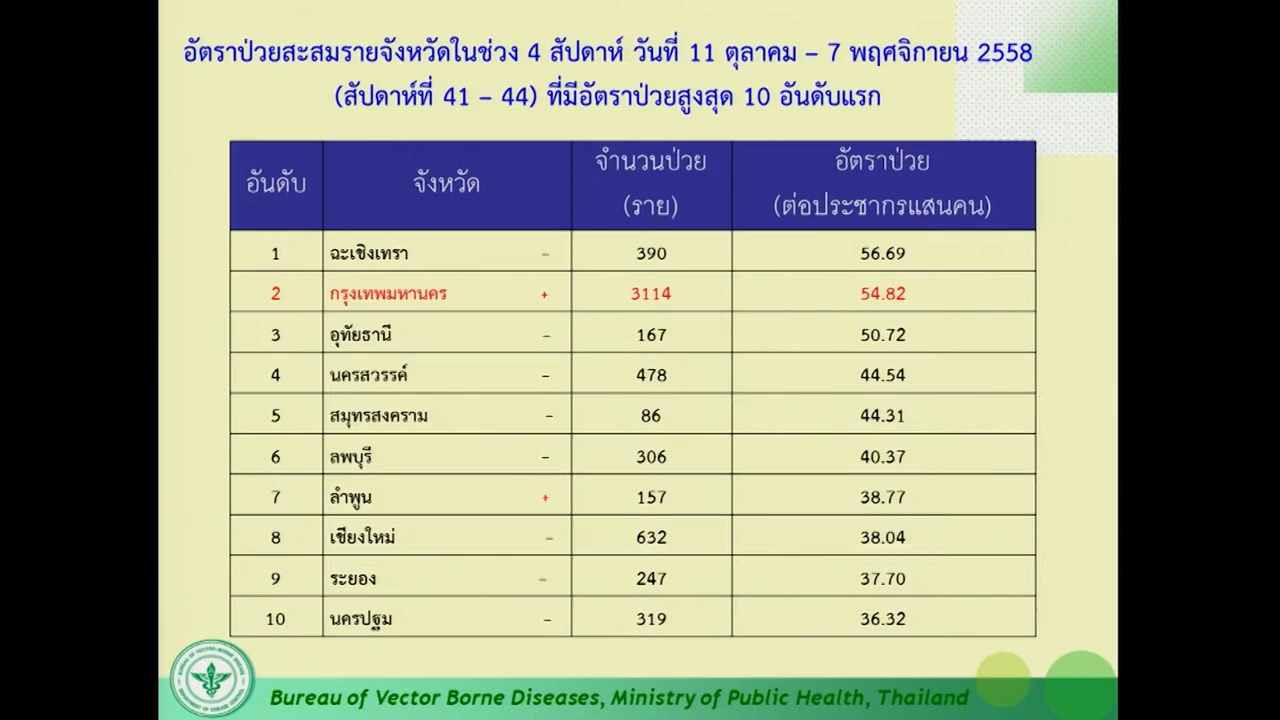 อัตราป่วยสะสมรายจังหวัดในช่วง 4 สัปดาห์ วันที่ 11 ตุลาคม – 7 พฤศจิกายน 2558
(สัปดาห์ที่ 41 – 44) ที่มีอัตราป่วยสูงสุด 10 อันดับแรก
อันดับ จังหวัด จำนวนป่วย (ราย) อัตราป่วย (ต่อประชากรแสนคน)
1 ฉะเชิงเทรา - 390 56.69
2 กรุงเทพมหานคร + 3114 54.82
3 อุทัยธานี - 167 50.72
4 นครสวรรค์ - 478 44.54
5 สมุทรสงคราม - 86 44.31
6 ลพบุรี - 306 40.37
7 ลำพูน + 157 38.77
8 เชียงใหม่ - 632 38.04
9 ระยอง - 247 37.70
10 นครปฐม - 319 36.32
Bureau of Vector Borne Diseases, Ministry of Public Health, Thailand